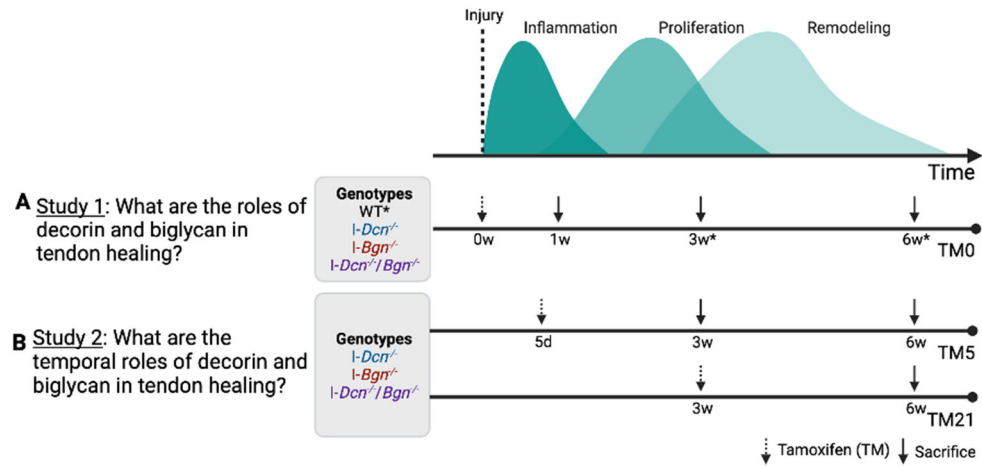 Injury
Inflammation
Proliferation
Remodeling
Time
A Study 1: What are the roles of
decorin and biglycan in
tendon healing?
Genotypes
WT*
I-Dcn-/-
I-Bgn-/-
I-Dcn-/-/Bgn-/-
0w
1w
3w*
6w*
TM0
B Study 2: What are the
temporal roles of decorin and
biglycan in tendon healing?
Genotypes
I-Dcn-/-
I-Bgn-/-
I-Dcn-/-/Bgn-/-
5d
3w
6w
TM5
3w
6w
TM21
Tamoxifen (TM)
Sacrifice